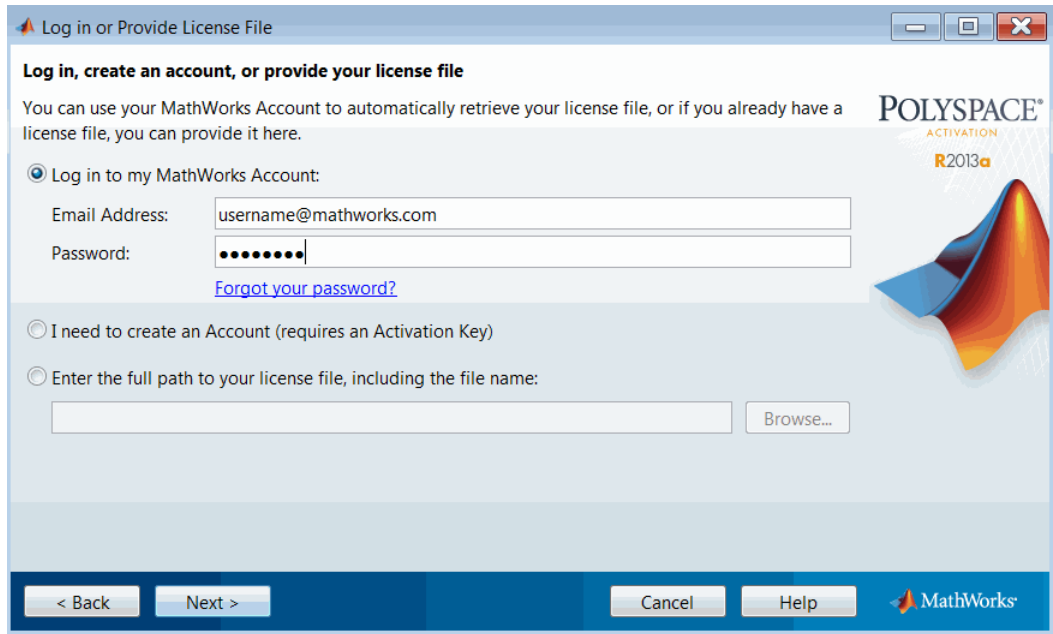 Log in or Provide License File
Log in, create an account, or provide your license file
You can use your MathWorks Account to automatically retrieve your license file, or if you already have a
license file, you can provide it here.
POLYSPACE®
ACTIVATION
R2013a
Log in to my MathWorks Account:
Email Address: username@mathworks.com
Password: ●●●●●●●●
Forgot your password?
I need to create an Account (requires an Activation Key)
Enter the full path to your license file, including the file name:
Browse...
< Back Next > Cancel Help MathWorks®